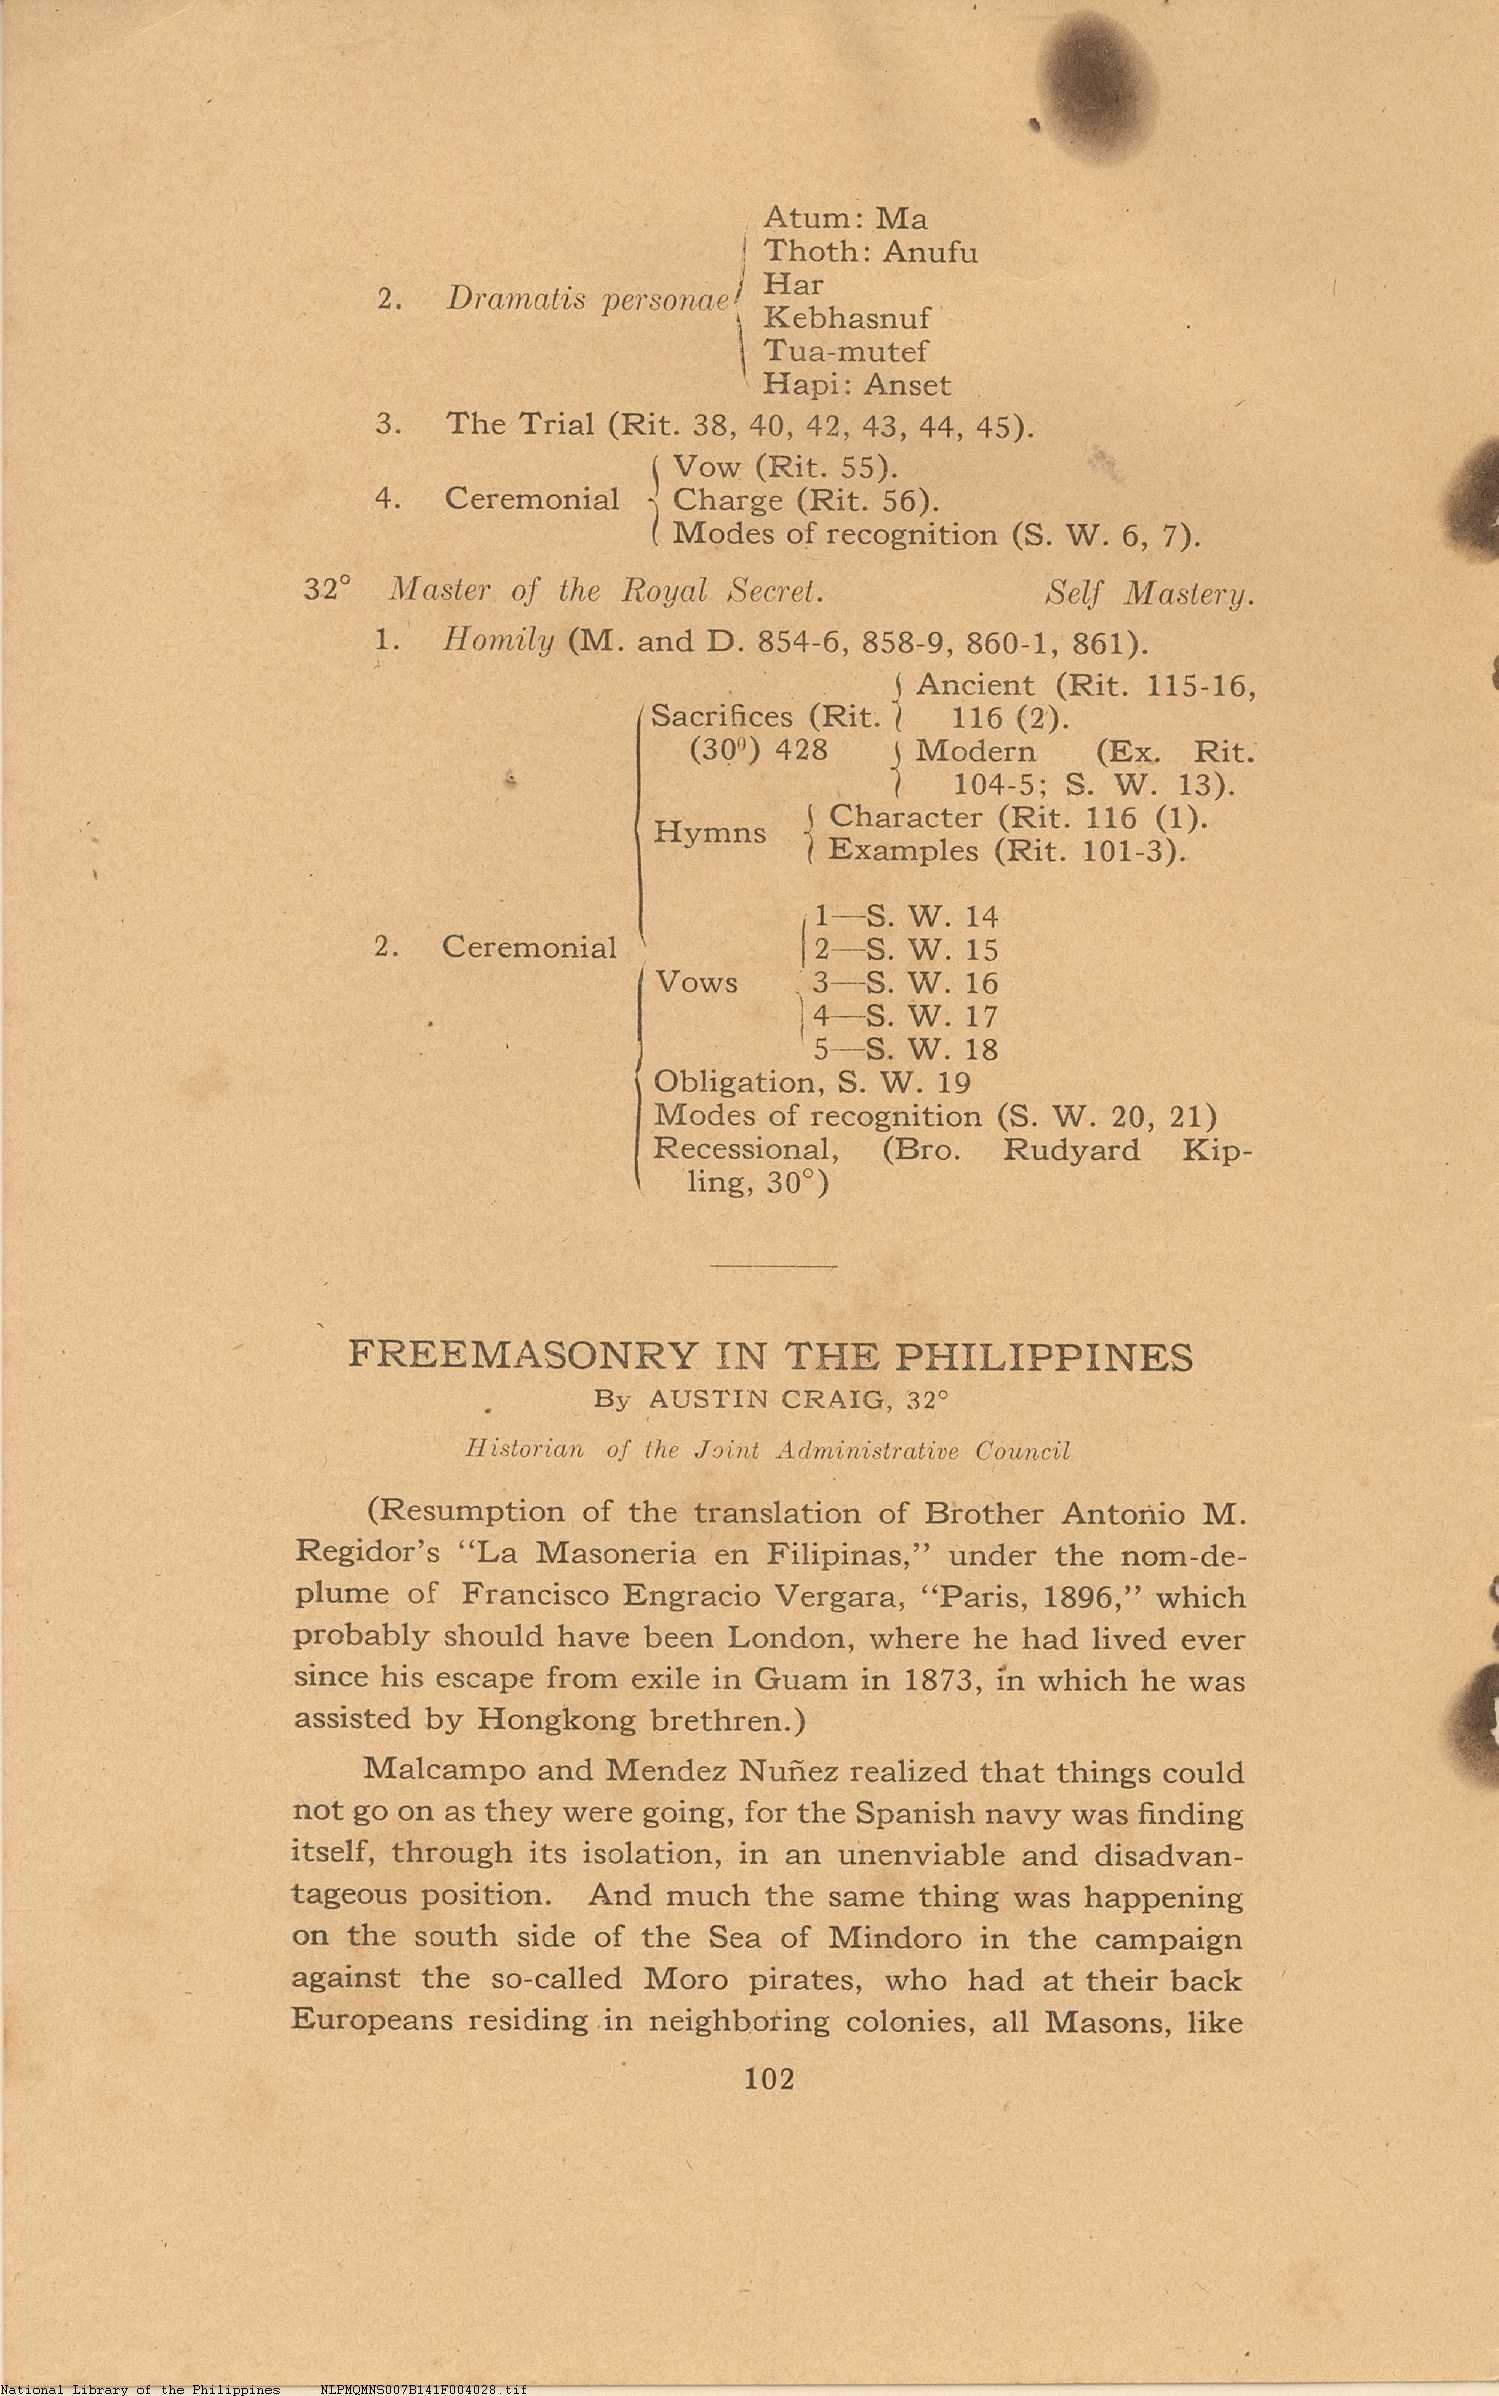 Atum: Ma
Thoth: Anufu
Har
2. Dramatis personae
Kebhasnuf
Tua-mutef
Hapi: Anset
3. The Trial (Rit. 38, 40, 42, 43, 44, 45).
Vow (Rit. 55).
4. Ceremonial
Charge (Rit. 56).
Modes of recognition (S. W. 6, 7).
32° Master of the Royal Secret. Self Mastery.
1. Homily (M. and D. 854-6, 858-9, 860-1, 861).
Ancient (Rit. 115-16,
Sacrifices (Rit. 116 (2).
(30⁰) 428 Modern (Ex. Rit.
104-5; S. W. 13).
Character (Rit. 116 (1).
Hymns
Examples (Rit. 101-3).
1—S. W. 14
2. Ceremonial
2—S. W. 15
Vows 3—S. W. 16
4—S. W. 17
5—S. W. 18
Obligation, S. W. 19
Modes of recognition (S. W. 20, 21)
Recessional, (Bro. Rudyard Kip-
ling, 30°)
FREEMASONRY IN THE PHILIPPINES
By AUSTIN CRAIG, 32°
Historian of the Joint Administrative Council
(Resumption of the translation of Brother Antonio M.
Regidor's “La Masoneria en Filipinas,” under the nom-de-
plume of Francisco Engracio Vergara, “Paris, 1896,” which
probably should have been London, where he had lived ever
since his escape from exile in Guam in 1873, in which he was
assisted by Hongkong brethren.)
Malcampo and Mendez Nuñez realized that things could
not go on as they were going, for the Spanish navy was finding
itself, through its isolation, in an unenviable and disadvan-
tageous position. And much the same thing was happening
on the south side of the Sea of Mindoro in the campaign
against the so-called Moro pirates, who had at their back
Europeans residing in neighboring colonies, all Masons, like
102
National Library of the Philippines NLPMQMNS007B141F004028.tif